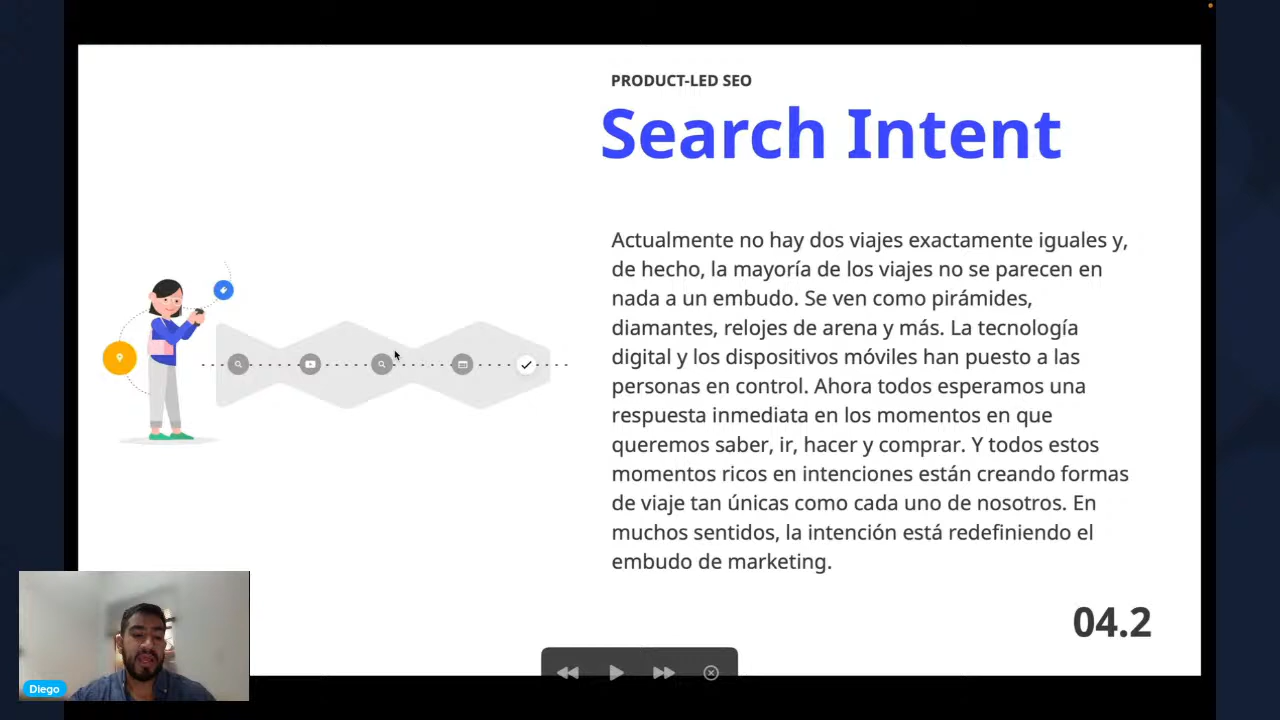 PRODUCT-LED SEO
Search Intent
Actualmente no hay dos viajes exactamente iguales y,
de hecho, la mayoría de los viajes no se parecen en
nada a un embudo. Se ven como pirámides,
diamantes, relojes de arena y más. La tecnología
digital y los dispositivos móviles han puesto a las
personas en control. Ahora todos esperamos una
respuesta inmediata en los momentos en que
queremos saber, ir, hacer y comprar. Y todos estos
momentos ricos en intenciones están creando formas
de viaje tan únicas como cada uno de nosotros. En
muchos sentidos, la intención está redefiniendo el
embudo de marketing.
04.2
Diego